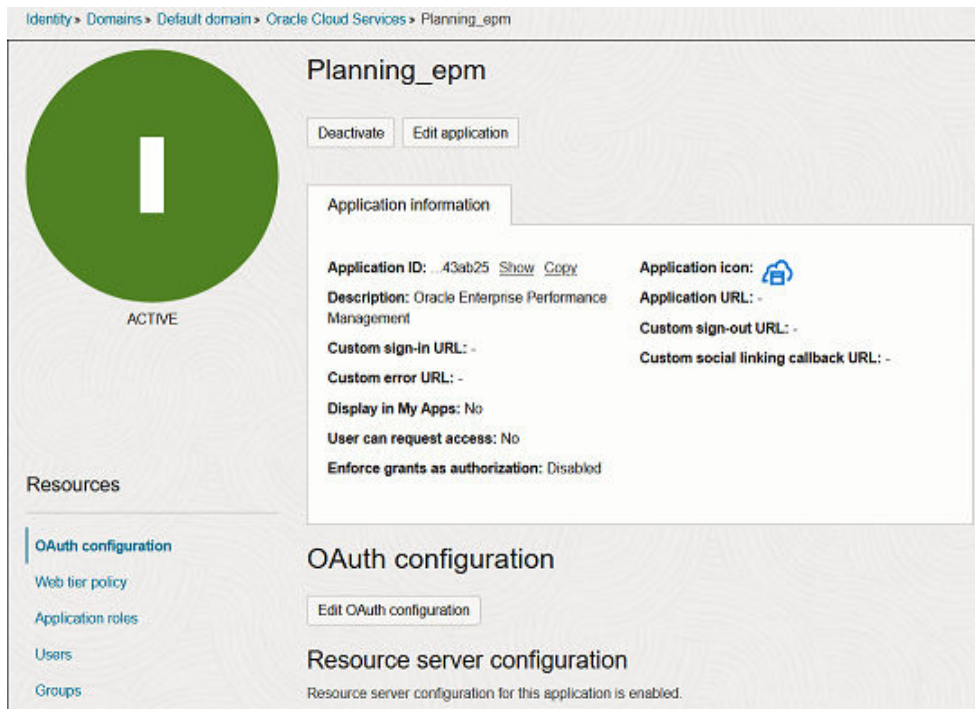 Identity » Domains » Default domain » Oracle Cloud Services » Planning_epm
Planning_epm
Deactivate
Edit application
ACTIVE
Application information
Application ID: ...43ab25 Show Copy
Description: Oracle Enterprise Performance
Management
Custom sign-in URL: -
Custom error URL: -
Display in My Apps: No
User can request access: No
Enforce grants as authorization: Disabled
Application icon:
Application URL: -
Custom sign-out URL: -
Custom social linking callback URL: -
Resources
OAuth configuration
Web tier policy
Application roles
Users
Groups
OAuth configuration
Edit OAuth configuration
Resource server configuration
Resource server configuration for this application is enabled.